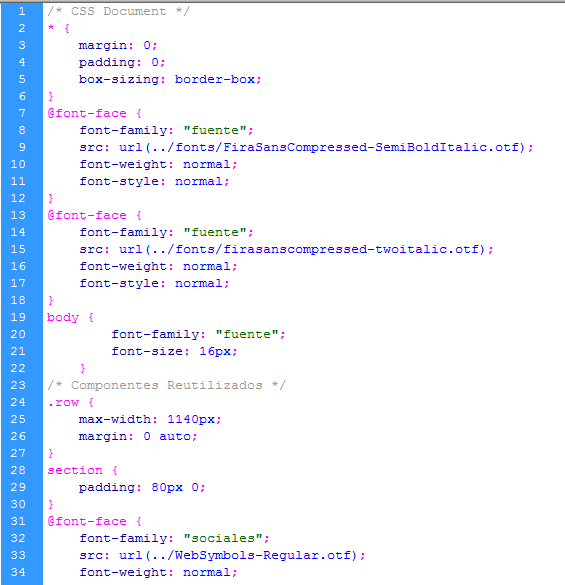 1 /* CSS Document */
2 * {
3     margin: 0;
4     padding: 0;
5     box-sizing: border-box;
6 }
7 @font-face {
8     font-family: "fuente";
9     src: url(../fonts/FiraSansCompressed-SemiBoldItalic.otf);
10     font-weight: normal;
11     font-style: normal;
12 }
13 @font-face {
14     font-family: "fuente";
15     src: url(../fonts/firasanscompressed-twoitalic.otf);
16     font-weight: normal;
17     font-style: normal;
18 }
19 body {
20         font-family: "fuente";
21         font-size: 16px;
22     }
23 /* Componentes Reutilizados */
24 .row {
25     max-width: 1140px;
26     margin: 0 auto;
27 }
28 section {
29     padding: 80px 0;
30 }
31 @font-face {
32     font-family: "sociales";
33     src: url(../WebSymbols-Regular.otf);
34     font-weight: normal;